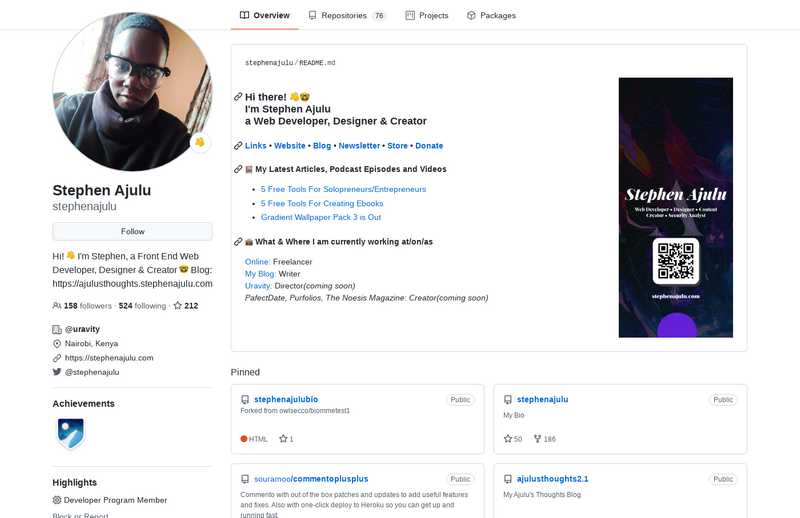 Overview
Repositories 76
Projects
Packages
Stephen Ajulu
stephenajulu
Follow
Hi! 👋 I'm Stephen, a Front End Web
Developer, Designer & Creator 🤓 Blog:
https://ajulusthoughts.stephenajulu.com
158 followers · 524 following · 212
@uravity
Nairobi, Kenya
https://stephenajulu.com
@stephenajulu
Achievements
Highlights
Developer Program Member
Block or Report
stephenajulu / README.md
Hi there! 👋🤓
I'm Stephen Ajulu
a Web Developer, Designer & Creator
Links • Website • Blog • Newsletter • Store • Donate
My Latest Articles, Podcast Episodes and Videos
• 5 Free Tools For Solopreneurs/Entrepreneurs
• 5 Free Tools For Creating Ebooks
• Gradient Wallpaper Pack 3 is Out
What & Where I am currently working at/on/as
Online: Freelancer
My Blog: Writer
Uravity: Director(coming soon)
PafectDate, Purfolios, The Noesis Magazine: Creator(coming soon)
Stephen Ajulu
Web Developer • Designer • Content
Creator • Security Analyst
stephenajulu.com
Pinned
stephenajulubio Public
Forked from owlsecco/biommetest1
HTML 1
stephenajulu Public
My Bio
50 186
souramoo/commentoplusplus Public
Commento with out of the box patches and updates to add useful features
and fixes. Also with one-click deploy to Heroku so you can get up and
running fast.
ajulusthoughts2.1 Public
My Ajulu's Thoughts Blog